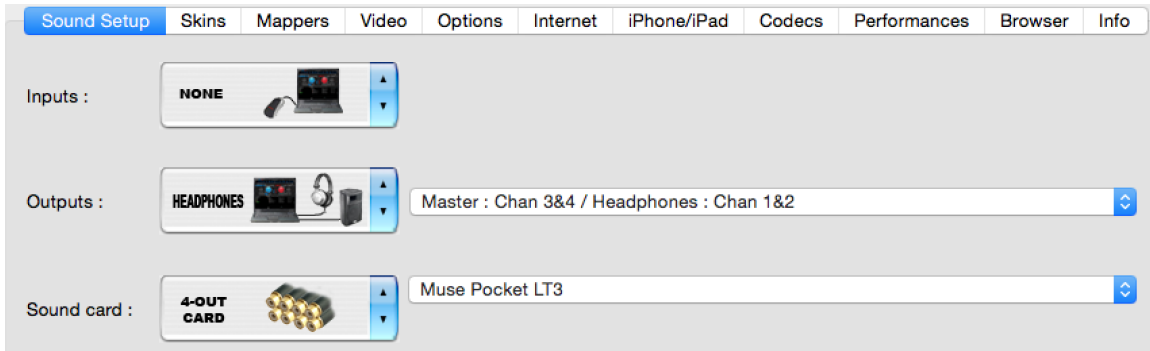 Sound Setup Skins Mappers Video Options Internet iPhone/iPad Codecs Performances Browser Info
Inputs :
NONE
Outputs :
HEADPHONES
Master : Chan 3&4 / Headphones : Chan 1&2
Sound card :
4-OUT
CARD
Muse Pocket LT3